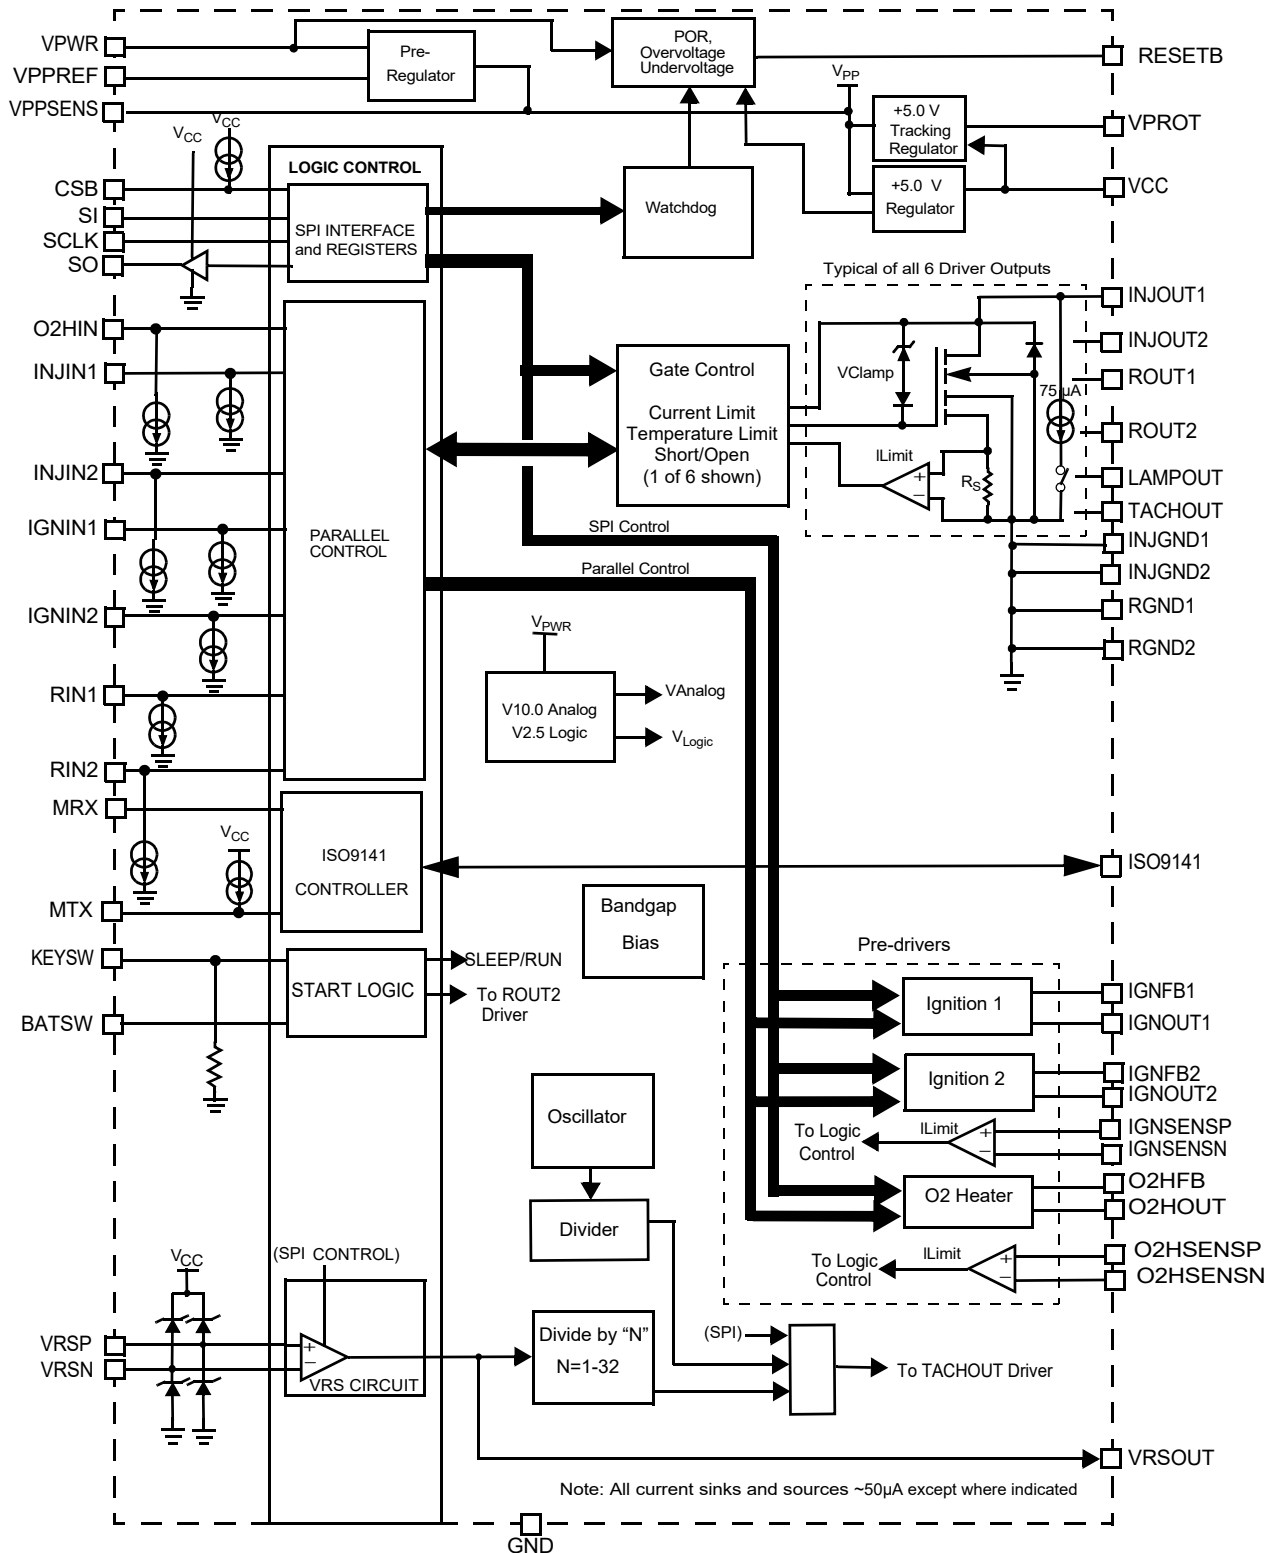 VPWR
VPPREF
VPPSENS
CSB
SI
SCLK
SO
O2HIN
INJIN1
INJIN2
IGNIN1
IGNIN2
RIN1
RIN2
MRX
MTX
KEYSW
BATSW
VRSP
VRSN
Pre-
Regulator
POR,
Overvoltage
Undervoltage
VPP
+5.0 V
Tracking
Regulator
+5.0 V
Regulator
RESETB
VPROT
VCC
VCC
VCC
LOGIC CONTROL
SPI INTERFACE
and REGISTERS
Watchdog
Typical of all 6 Driver Outputs
Gate Control
Current Limit
Temperature Limit
Short/Open
(1 of 6 shown)
VClamp
75 µA
ILimit
RS
+
–
INJOUT1
INJOUT2
ROUT1
ROUT2
LAMPOUT
TACHOUT
INJGND1
INJGND2
RGND1
RGND2
PARALLEL
CONTROL
SPI Control
Parallel Control
VPWR
V10.0 Analog
V2.5 Logic
VAnalog
VLogic
VCC
ISO9141
CONTROLLER
ISO9141
Bandgap
Bias
START LOGIC
SLEEP/RUN
To ROUT2
Driver
Pre-drivers
Ignition 1
IGNFB1
IGNOUT1
Ignition 2
IGNFB2
IGNOUT2
To Logic
Control
ILimit
+
–
IGNSENSP
IGNSENSN
O2 Heater
O2HFB
O2HOUT
To Logic
Control
ILimit
+
–
O2HSENSP
O2HSENSN
Oscillator
Divider
VCC
(SPI CONTROL)
+
–
VRS CIRCUIT
Divide by “N”
N=1-32
(SPI)
To TACHOUT Driver
VRSOUT
Note: All current sinks and sources ~50µA except where indicated
GND